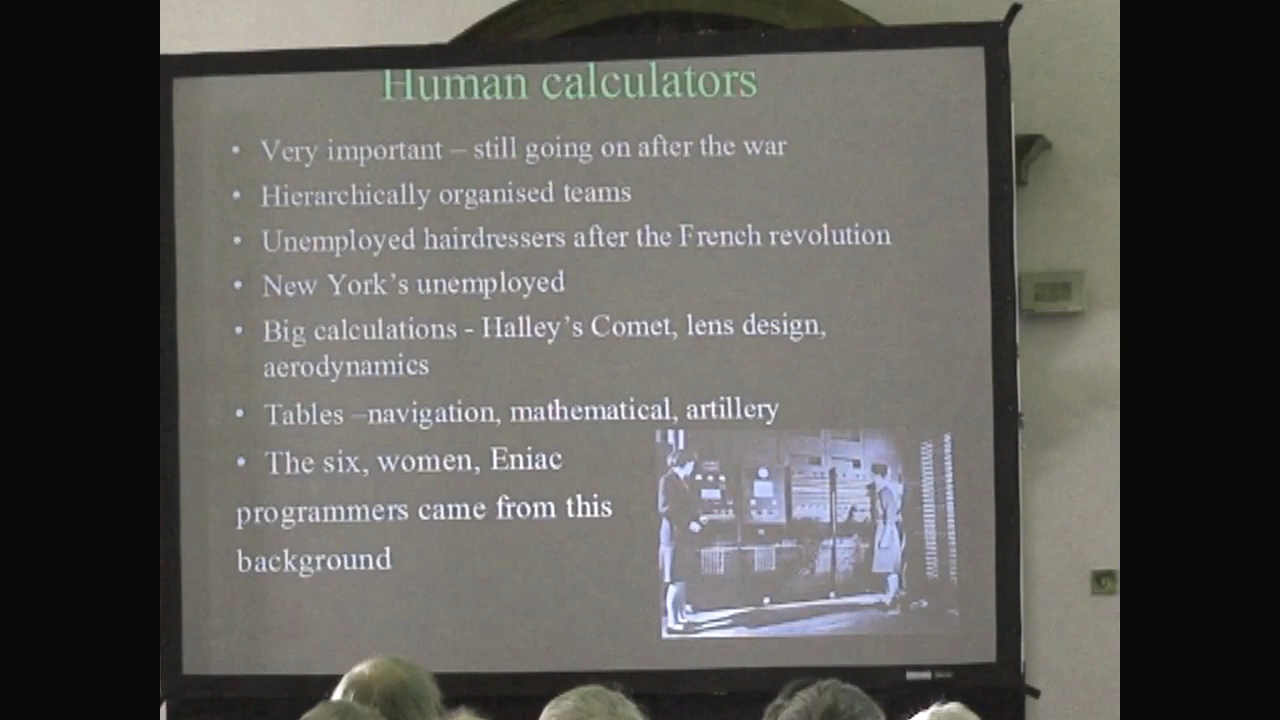 Human calculators
• Very important – still going on after the war
• Hierarchically organised teams
• Unemployed hairdressers after the French revolution
• New York's unemployed
• Big calculations - Halley's Comet, lens design,
aerodynamics
• Tables –navigation, mathematical, artillery
• The six, women, Eniac
programmers came from this
background